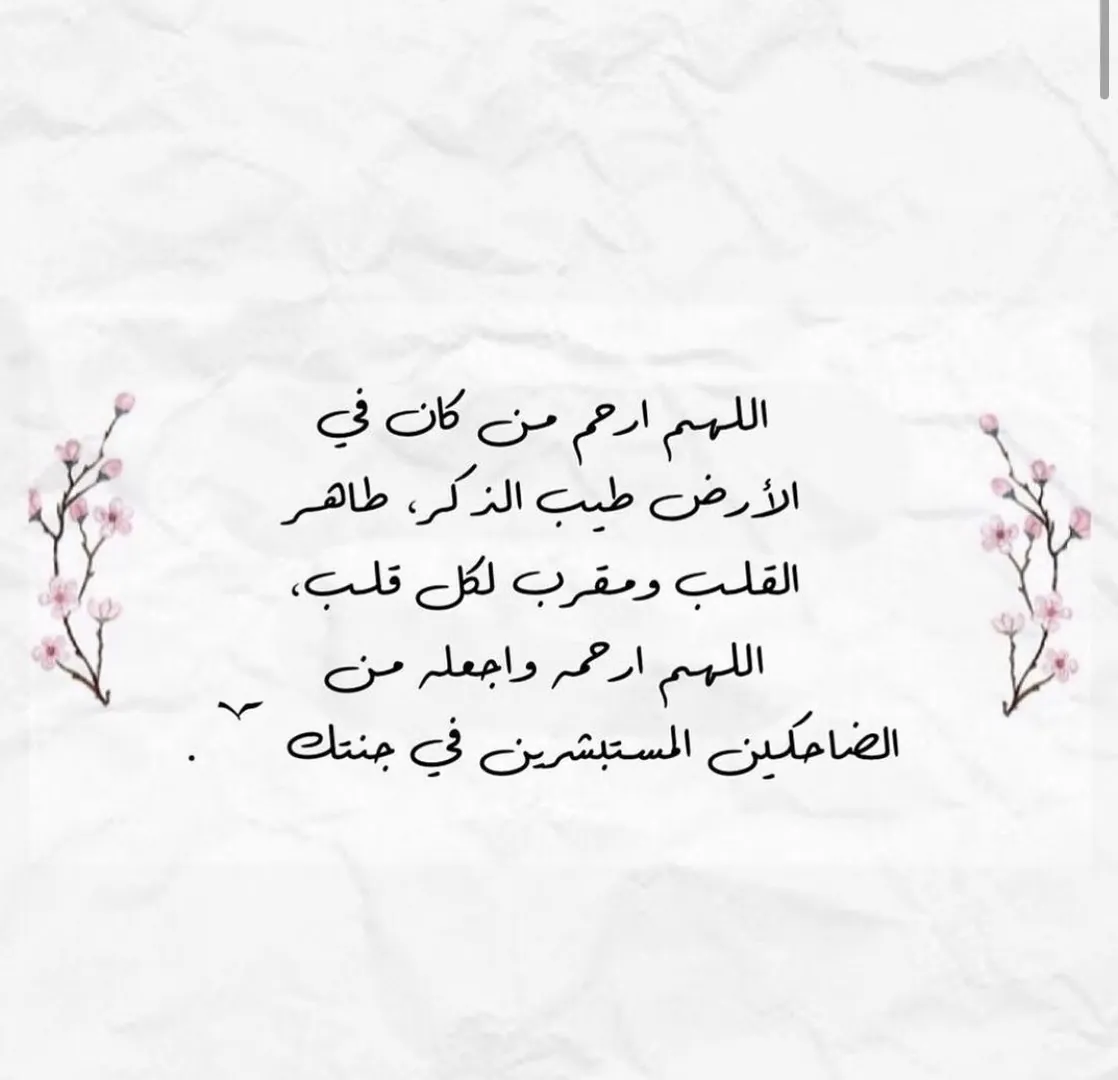 اللهم ارحم من كان في
الأرض طيب الذكر، طاهر
القلب ومقرب لكل قلب،
اللهم ارحمه واجعله من
الضاحكين المستبشرين في جنتك .